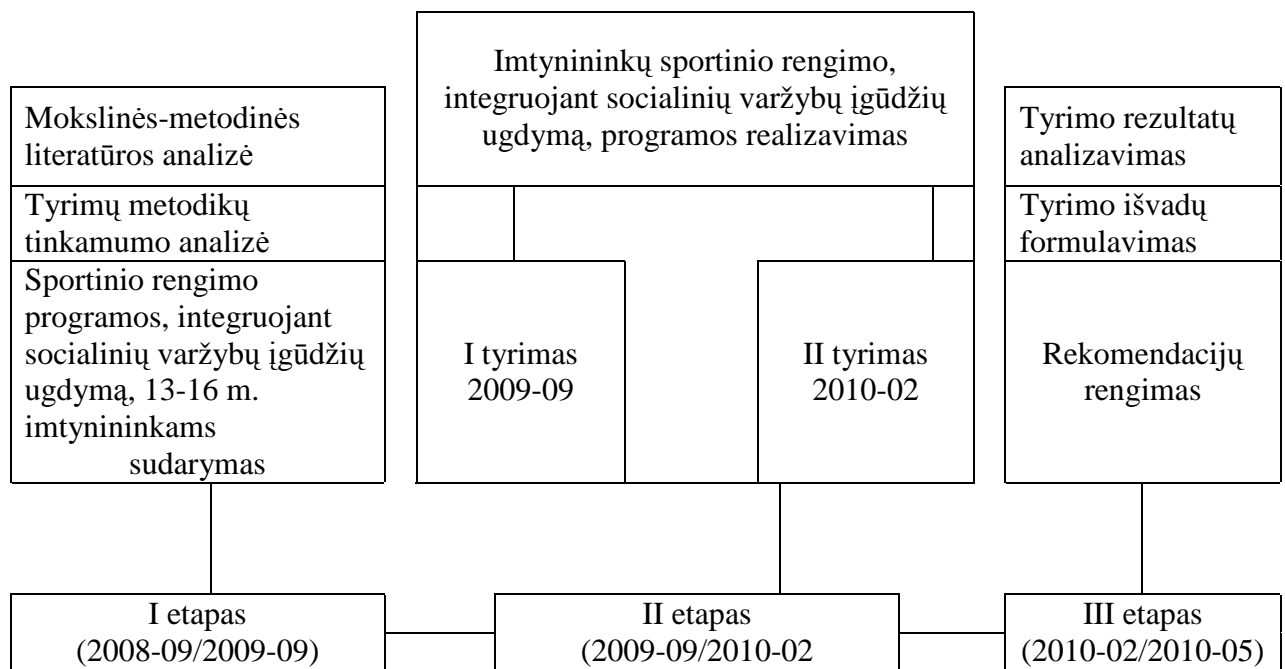 Mokslinės-metodinės
literatūros analizė
Tyrimų metodikų
tinkamumo analizė
Sportinio rengimo
programos, integruojant
socialinių varžybų įgūdžių
ugdymą, 13-16 m.
imtynininkams
sudarymas
Imtynininkų sportinio rengimo,
integruojant socialinių varžybų įgūdžių
ugdymą, programos realizavimas
I tyrimas
2009-09
II tyrimas
2010-02
Tyrimo rezultatų
analizavimas
Tyrimo išvadų
formulavimas
Rekomendacijų
rengimas
I etapas
(2008-09/2009-09)
II etapas
(2009-09/2010-02
III etapas
(2010-02/2010-05)